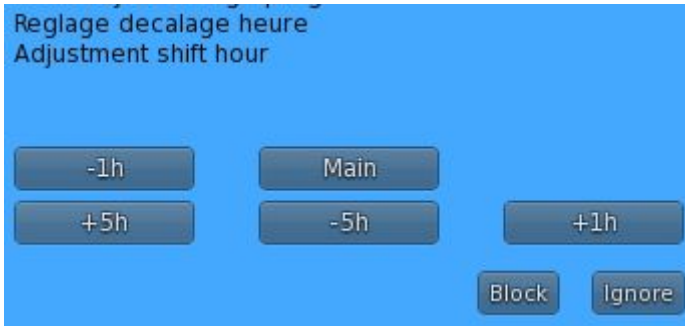 Reglage decalage heure
Adjustment shift hour
-1h Main
+5h -5h +1h
Block Ignore